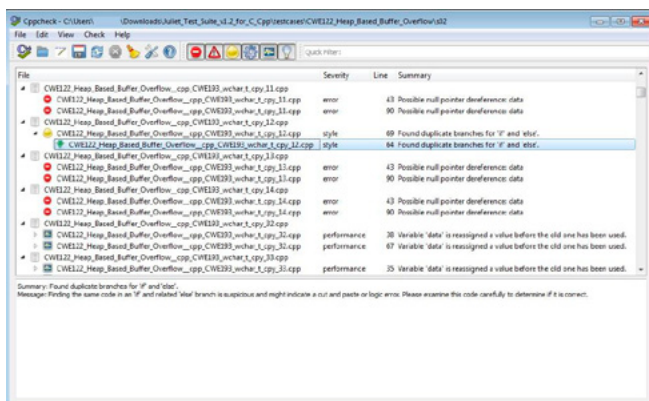 Cppcheck - C:\Users\ \Downloads\Juliet_Test_Suite_v1.2_for_C_Cpp\testcases\CWE122_Heap_Based_Buffer_Overflow\s02
File Edit View Check Help
Quick Filter:
File Severity Line Summary
CWE122_Heap_Based_Buffer_Overflow__cpp_CWE193_wchar_t_cpy_11.cpp
CWE122_Heap_Based_Buffer_Overflow__cpp_CWE193_wchar_t_cpy_11.cpp error 43 Possible null pointer dereference: data
CWE122_Heap_Based_Buffer_Overflow__cpp_CWE193_wchar_t_cpy_11.cpp error 90 Possible null pointer dereference: data
CWE122_Heap_Based_Buffer_Overflow__cpp_CWE193_wchar_t_cpy_12.cpp
CWE122_Heap_Based_Buffer_Overflow__cpp_CWE193_wchar_t_cpy_12.cpp style 69 Found duplicate branches for 'if' and 'else'.
CWE122_Heap_Based_Buffer_Overflow__cpp_CWE193_wchar_t_cpy_12.cpp style 64 Found duplicate branches for 'if' and 'else'.
CWE122_Heap_Based_Buffer_Overflow__cpp_CWE193_wchar_t_cpy_13.cpp
CWE122_Heap_Based_Buffer_Overflow__cpp_CWE193_wchar_t_cpy_13.cpp error 43 Possible null pointer dereference: data
CWE122_Heap_Based_Buffer_Overflow__cpp_CWE193_wchar_t_cpy_13.cpp error 90 Possible null pointer dereference: data
CWE122_Heap_Based_Buffer_Overflow__cpp_CWE193_wchar_t_cpy_14.cpp
CWE122_Heap_Based_Buffer_Overflow__cpp_CWE193_wchar_t_cpy_14.cpp error 43 Possible null pointer dereference: data
CWE122_Heap_Based_Buffer_Overflow__cpp_CWE193_wchar_t_cpy_14.cpp error 90 Possible null pointer dereference: data
CWE122_Heap_Based_Buffer_Overflow__cpp_CWE193_wchar_t_cpy_32.cpp
CWE122_Heap_Based_Buffer_Overflow__cpp_CWE193_wchar_t_cpy_32.cpp performance 38 Variable 'data' is reassigned a value before the old one has been used.
CWE122_Heap_Based_Buffer_Overflow__cpp_CWE193_wchar_t_cpy_32.cpp performance 67 Variable 'data' is reassigned a value before the old one has been used.
CWE122_Heap_Based_Buffer_Overflow__cpp_CWE193_wchar_t_cpy_33.cpp
CWE122_Heap_Based_Buffer_Overflow__cpp_CWE193_wchar_t_cpy_33.cpp performance 35 Variable 'data' is reassigned a value before the old one has been used.
Summary: Found duplicate branches for 'if' and 'else'.
Message: Finding the same code in an 'if' and related 'else' branch is suspicious and might indicate a cut and paste or logic error. Please examine this code carefully to determine if it is correct.